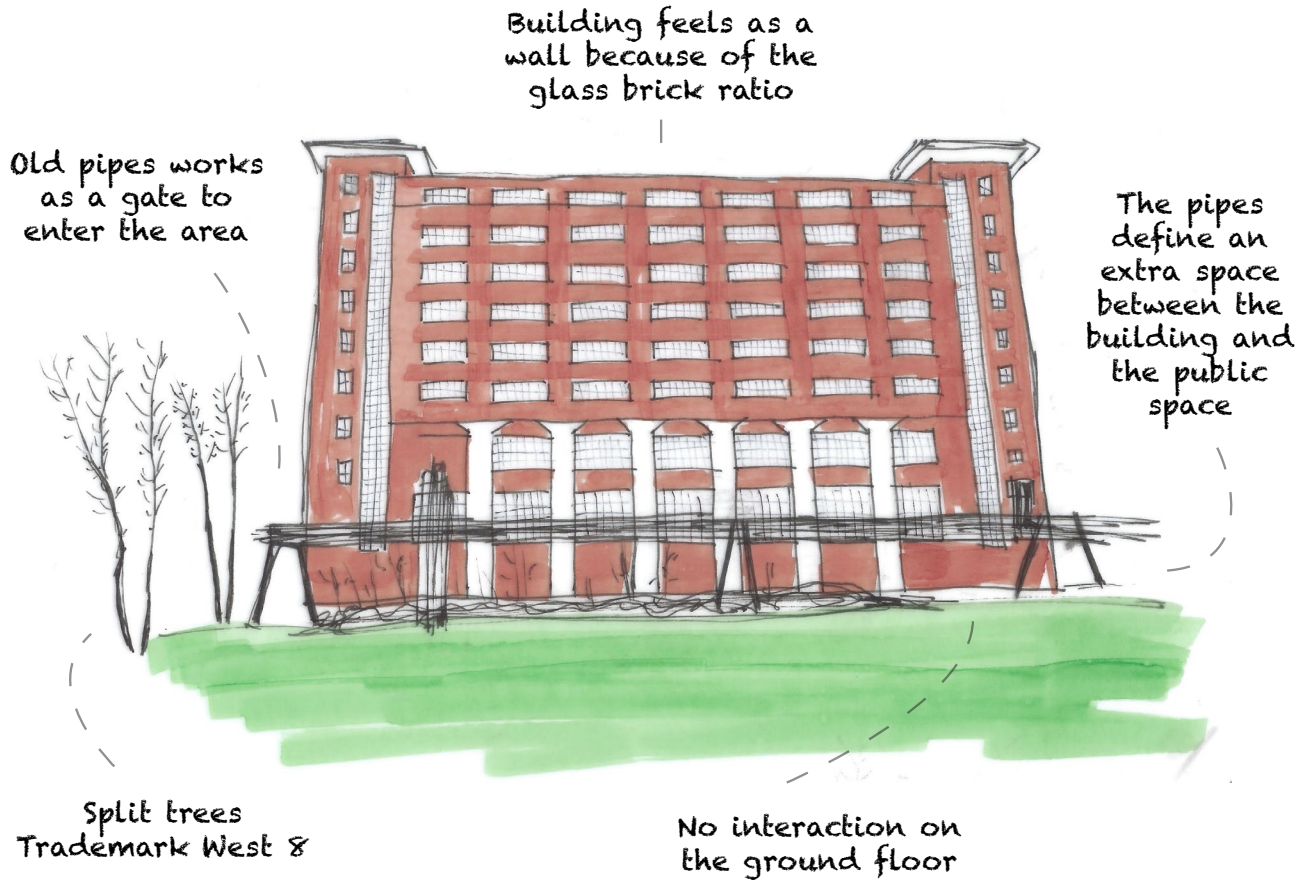 Building feels as a
wall because of the
glass brick ratio
Old pipes works
as a gate to
enter the area
The pipes
define an
extra space
between the
building and
the public
space
Split trees
Trademark West 8
No interaction on
the ground floor